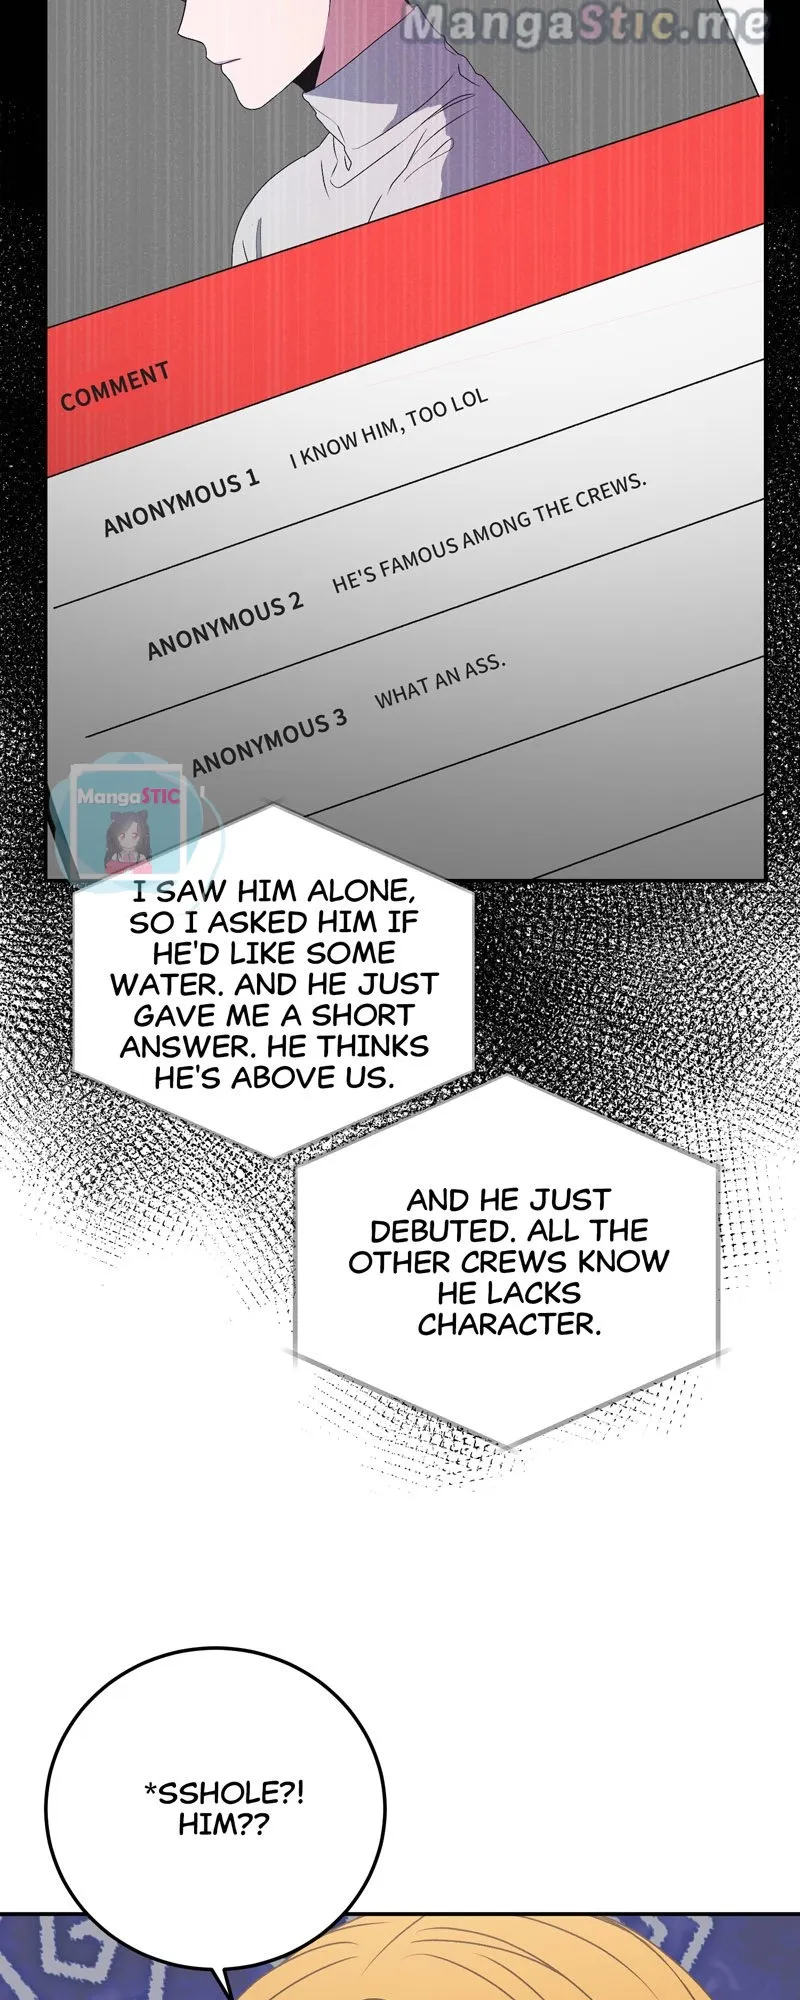 MangaStic.me
COMMENT
ANONYMOUS 1 I KNOW HIM, TOO LOL
ANONYMOUS 2 HE'S FAMOUS AMONG THE CREWS.
ANONYMOUS 3 WHAT AN ASS.
MangaSTIC
I SAW HIM ALONE,
SO I ASKED HIM IF
HE'D LIKE SOME
WATER. AND HE JUST
GAVE ME A SHORT
ANSWER. HE THINKS
HE'S ABOVE US.
AND HE JUST
DEBUTED. ALL THE
OTHER CREWS KNOW
HE LACKS
CHARACTER.
*SSHOLE?!
HIM??